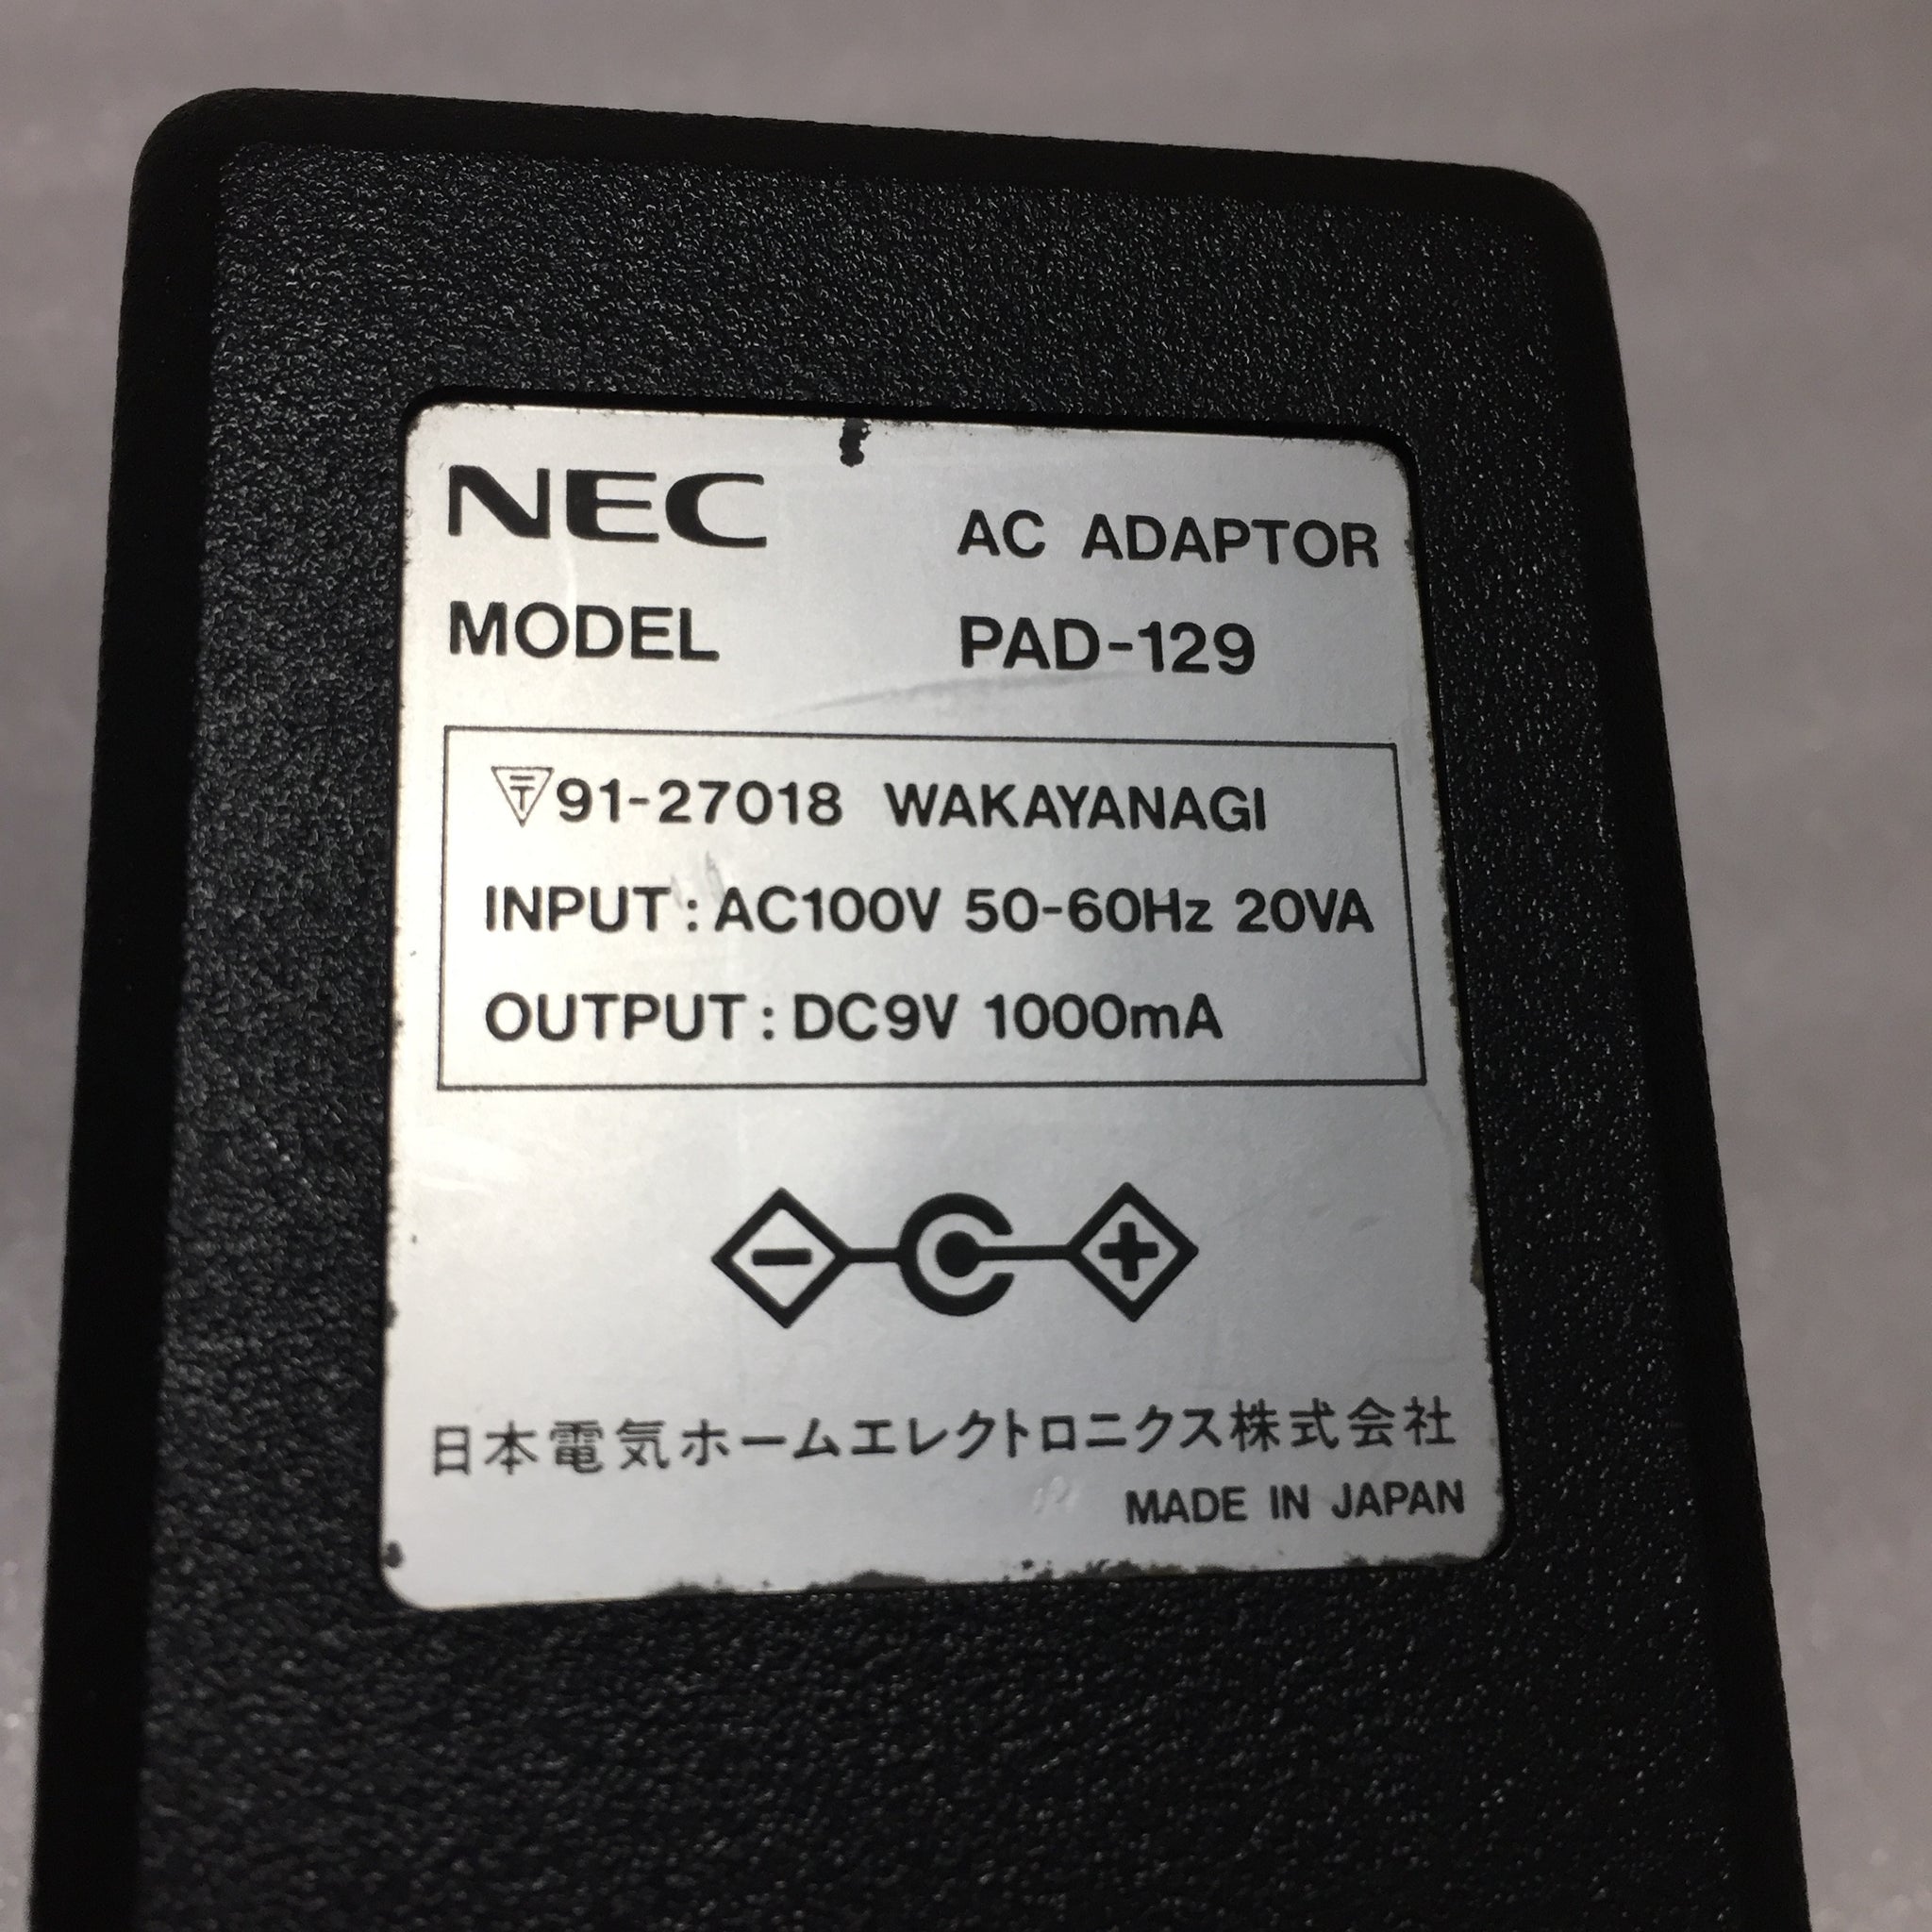 NEC AC ADAPTOR
MODEL PAD-129
91-27018 WAKAYANAGI
INPUT : AC100V 50-60Hz 20VA
OUTPUT : DC9V 1000mA
日本電気ホームエレクトロニクス株式会社
MADE IN JAPAN